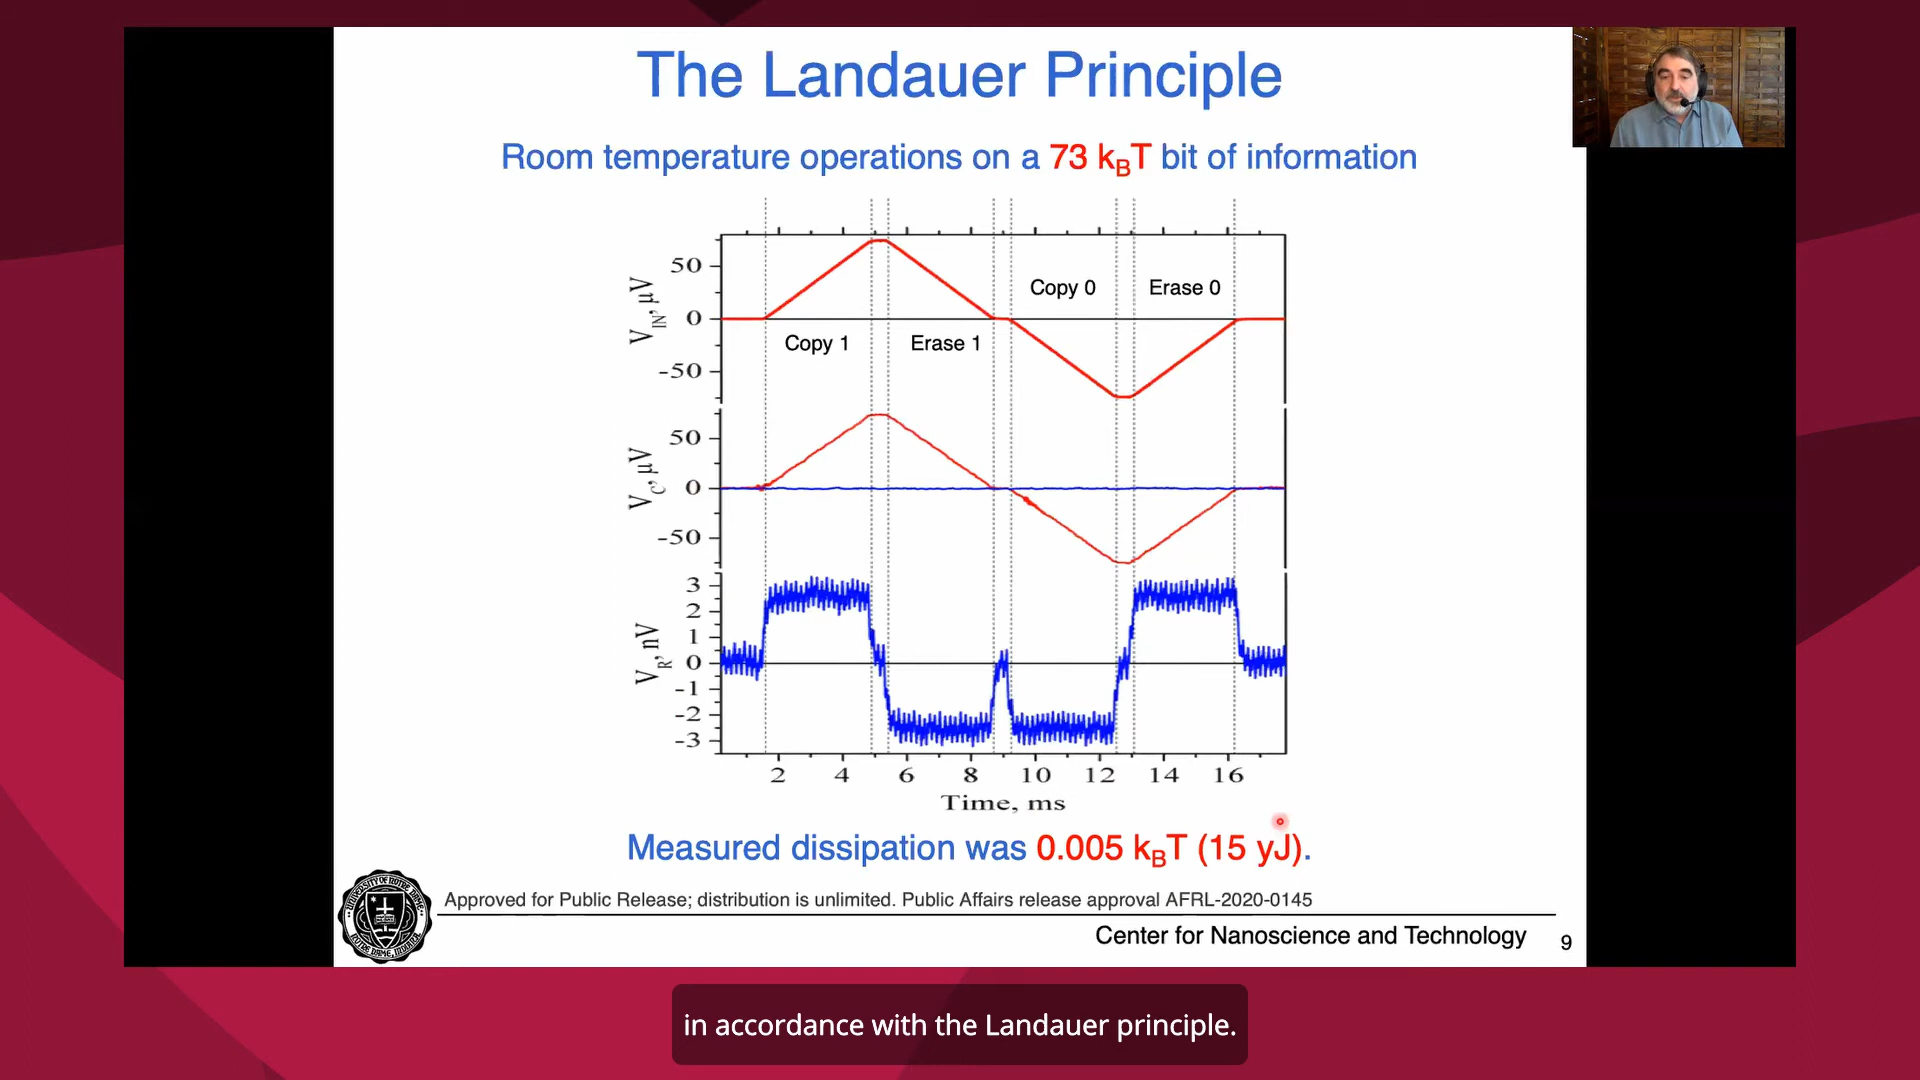 The Landauer Principle
Room temperature operations on a 73 kBT bit of information
50
0
-50
VIN, µV
Copy 1
Erase 1
Copy 0
Erase 0
50
0
-50
VC, µV
3
2
1
0
-1
-2
-3
VR, nV
2 4 6 8 10 12 14 16
Time, ms
Measured dissipation was 0.005 kBT (15 yJ).
Approved for Public Release; distribution is unlimited. Public Affairs release approval AFRL-2020-0145
Center for Nanoscience and Technology
9
in accordance with the Landauer principle.